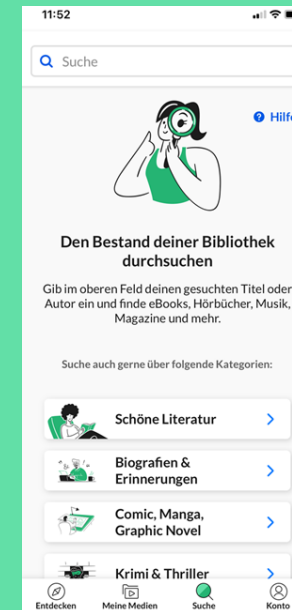 11:52
Suche
Hilfe
Den Bestand deiner Bibliothek
durchsuchen
Gib im oberen Feld deinen gesuchten Titel oder
Autor ein und finde eBooks, Hörbücher, Musik,
Magazine und mehr.
Suche auch gerne über folgende Kategorien:
Schöne Literatur
Biografien &
Erinnerungen
Comic, Manga,
Graphic Novel
Krimi & Thriller
Entdecken Meine Medien Suche Konto